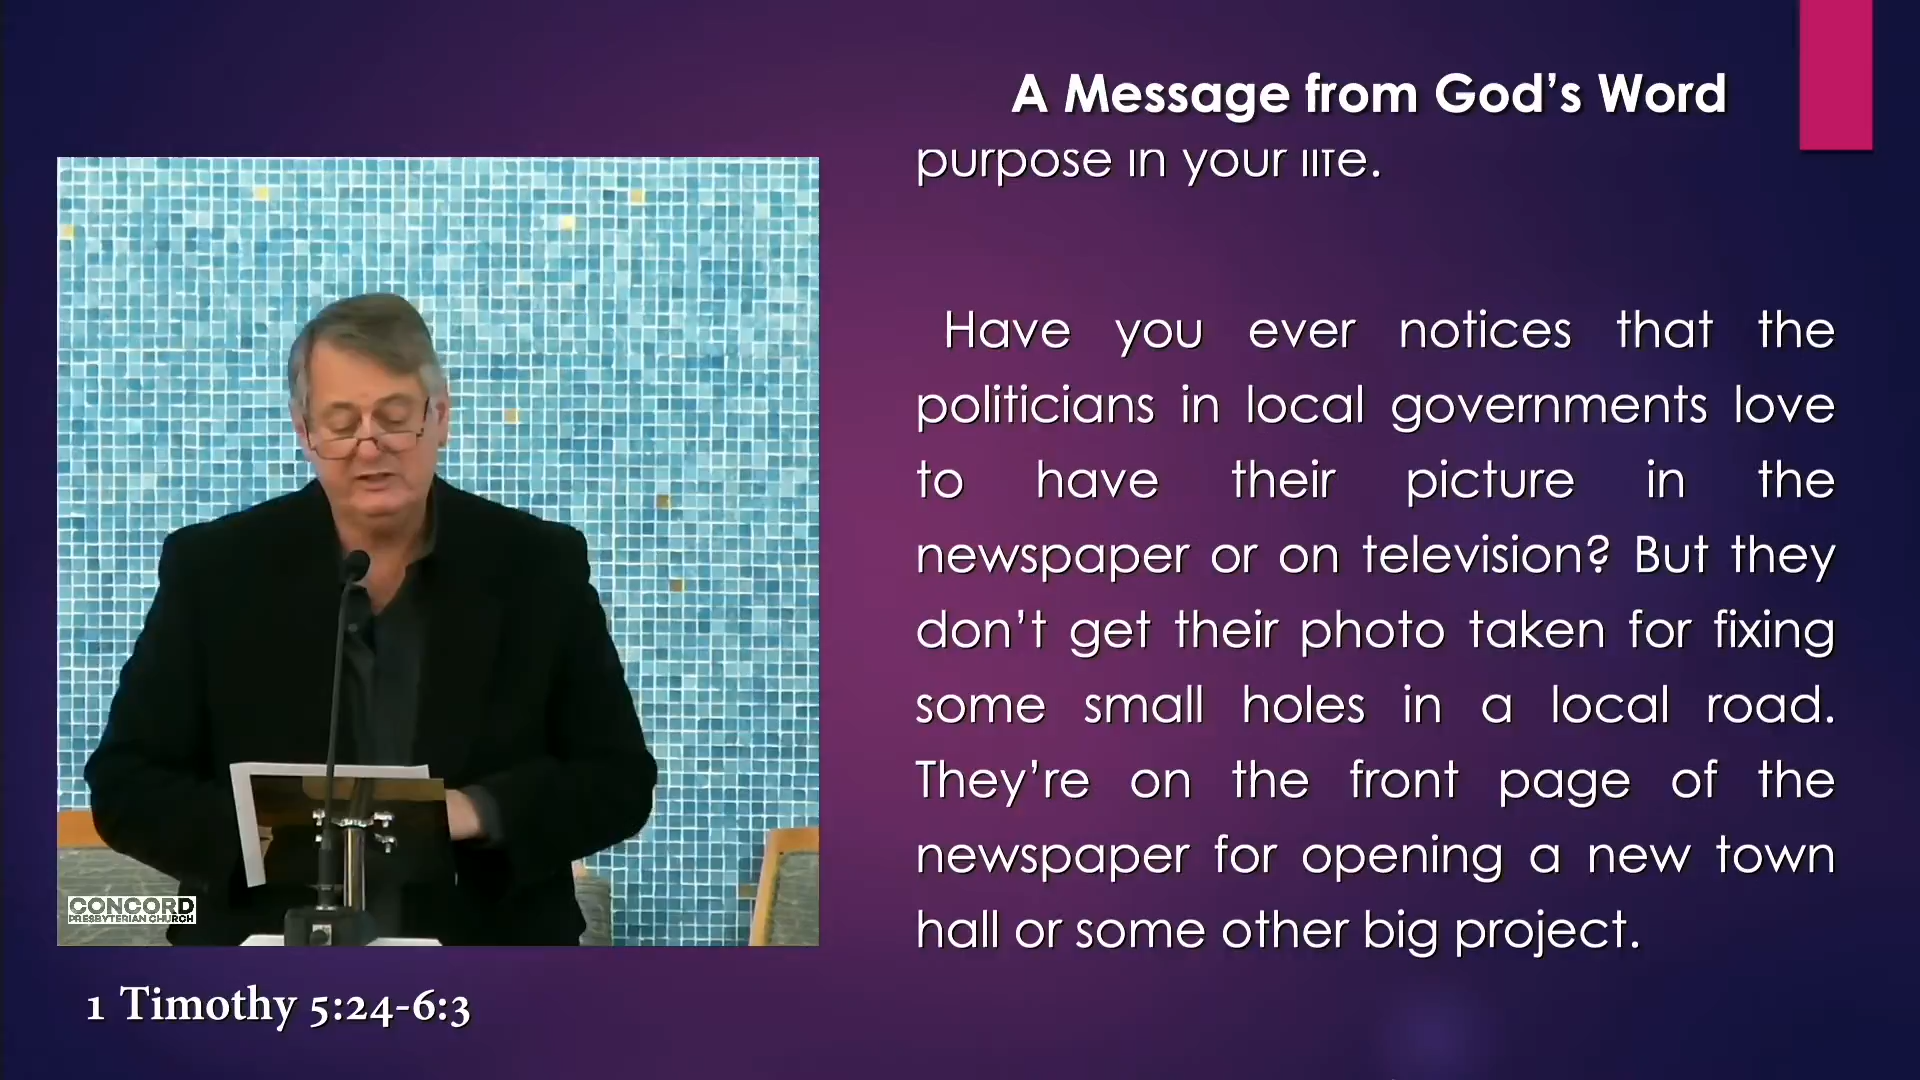 A Message from God's Word
purpose in your life.
Have you ever notices that the
politicians in local governments love
to have their picture in the
newspaper or on television? But they
don't get their photo taken for fixing
some small holes in a local road.
They're on the front page of the
newspaper for opening a new town
hall or some other big project.
CONCORD
PRESBYTERIAN CHURCH
1 Timothy 5:24-6:3